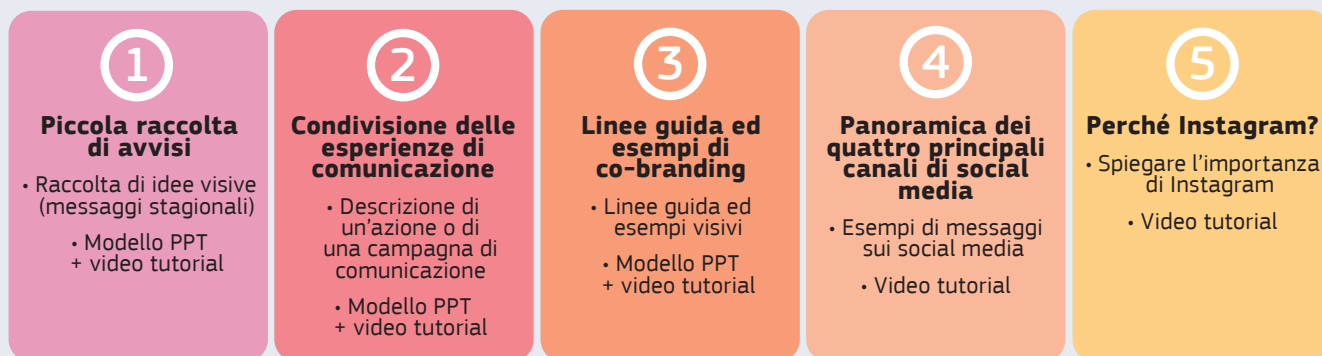 1
Piccola raccolta
di avvisi
• Raccolta di idee visive
(messaggi stagionali)
• Modello PPT
+ video tutorial
2
Condivisione delle
esperienze di
comunicazione
• Descrizione di
un'azione o di
una campagna di
comunicazione
• Modello PPT
+ video tutorial
3
Linee guida ed
esempi di
co-branding
• Linee guida ed
esempi visivi
• Modello PPT
+ video tutorial
4
Panoramica dei
quattro principali
canali di social
media
• Esempi di messaggi
sui social media
• Video tutorial
5
Perché Instagram?
• Spiegare l'importanza
di Instagram
• Video tutorial